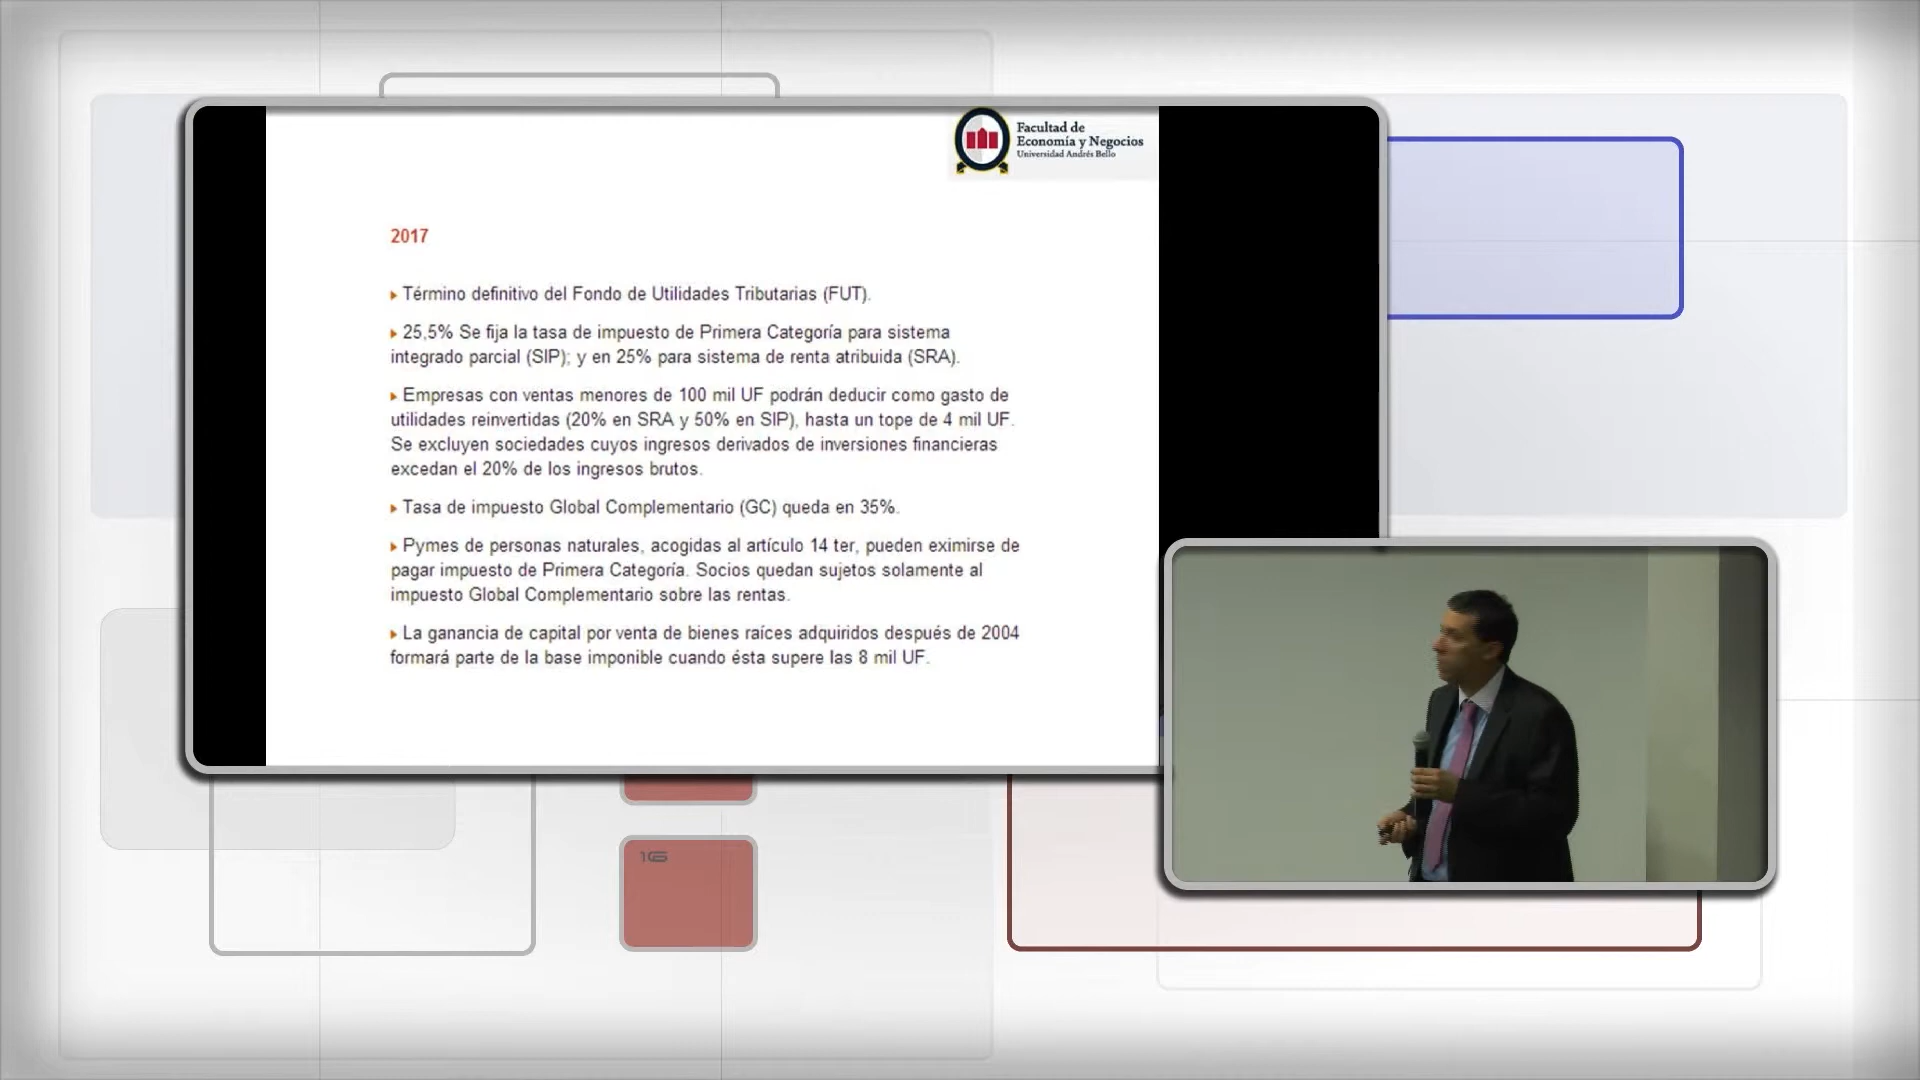 Facultad de
Economía y Negocios
Universidad Andrés Bello
2017
Término definitivo del Fondo de Utilidades Tributarias (FUT).
25,5% Se fija la tasa de impuesto de Primera Categoría para sistema
integrado parcial (SIP); y en 25% para sistema de renta atribuida (SRA).
Empresas con ventas menores de 100 mil UF podrán deducir como gasto de
utilidades reinvertidas (20% en SRA y 50% en SIP), hasta un tope de 4 mil UF.
Se excluyen sociedades cuyos ingresos derivados de inversiones financieras
excedan el 20% de los ingresos brutos.
Tasa de impuesto Global Complementario (GC) queda en 35%.
Pymes de personas naturales, acogidas al artículo 14 ter, pueden eximirse de
pagar impuesto de Primera Categoría. Socios quedan sujetos solamente al
impuesto Global Complementario sobre las rentas.
La ganancia de capital por venta de bienes raíces adquiridos después de 2004
formará parte de la base imponible cuando ésta supere las 8 mil UF.
16